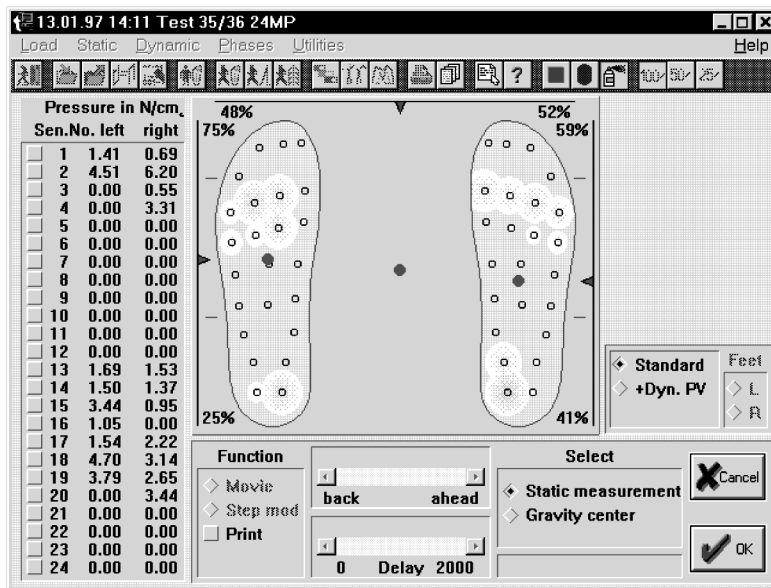 13.01.97 14:11 Test 35/36 24MP
Load Static Dynamic Phases Utilities Help
? 100 50 25
Pressure in N/cm
Sen.No. left right
1 1.41 0.69
2 4.51 6.20
3 0.00 0.55
4 0.00 3.31
5 0.00 0.00
6 0.00 0.00
7 0.00 0.00
8 0.00 0.00
9 0.00 0.00
10 0.00 0.00
11 0.00 0.00
12 0.00 0.00
13 1.69 1.53
14 1.50 1.37
15 3.44 0.95
16 1.05 0.00
17 1.54 2.22
18 4.70 3.14
19 3.79 2.65
20 0.00 3.44
21 0.00 0.00
22 0.00 0.00
23 0.00 0.00
24 0.00 0.00
48% 52%
75% 59%
25% 41%
Standard
+Dyn. PV
Feet
L
R
Function
Movie
Step mod
Print
back ahead
0 Delay 2000
Select
Static measurement
Gravity center
Cancel
OK